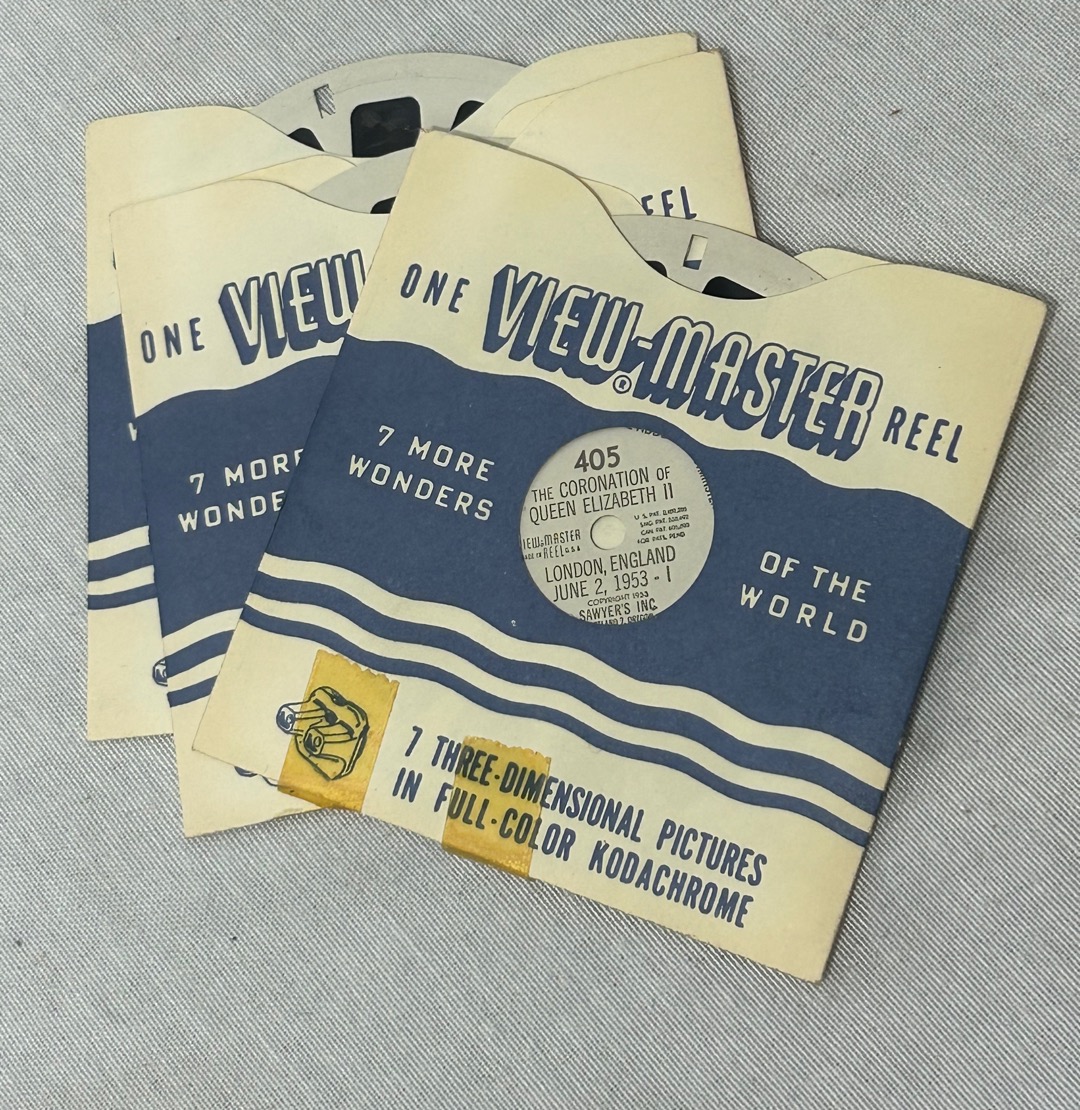 EEL
ONE VIEW
7 MORE
WONDE
ONE VIEW-MASTER® REEL
7 MORE
WONDERS
405
THE CORONATION OF
QUEEN ELIZABETH II
IEW-MASTER
REEL
LONDON, ENGLAND
JUNE 2, 1953 - I
COPYRIGHT 1953
SAWYER'S INC
OF THE
WORLD
7 THREE-DIMENSIONAL PICTURES
IN FULL-COLOR KODACHROME